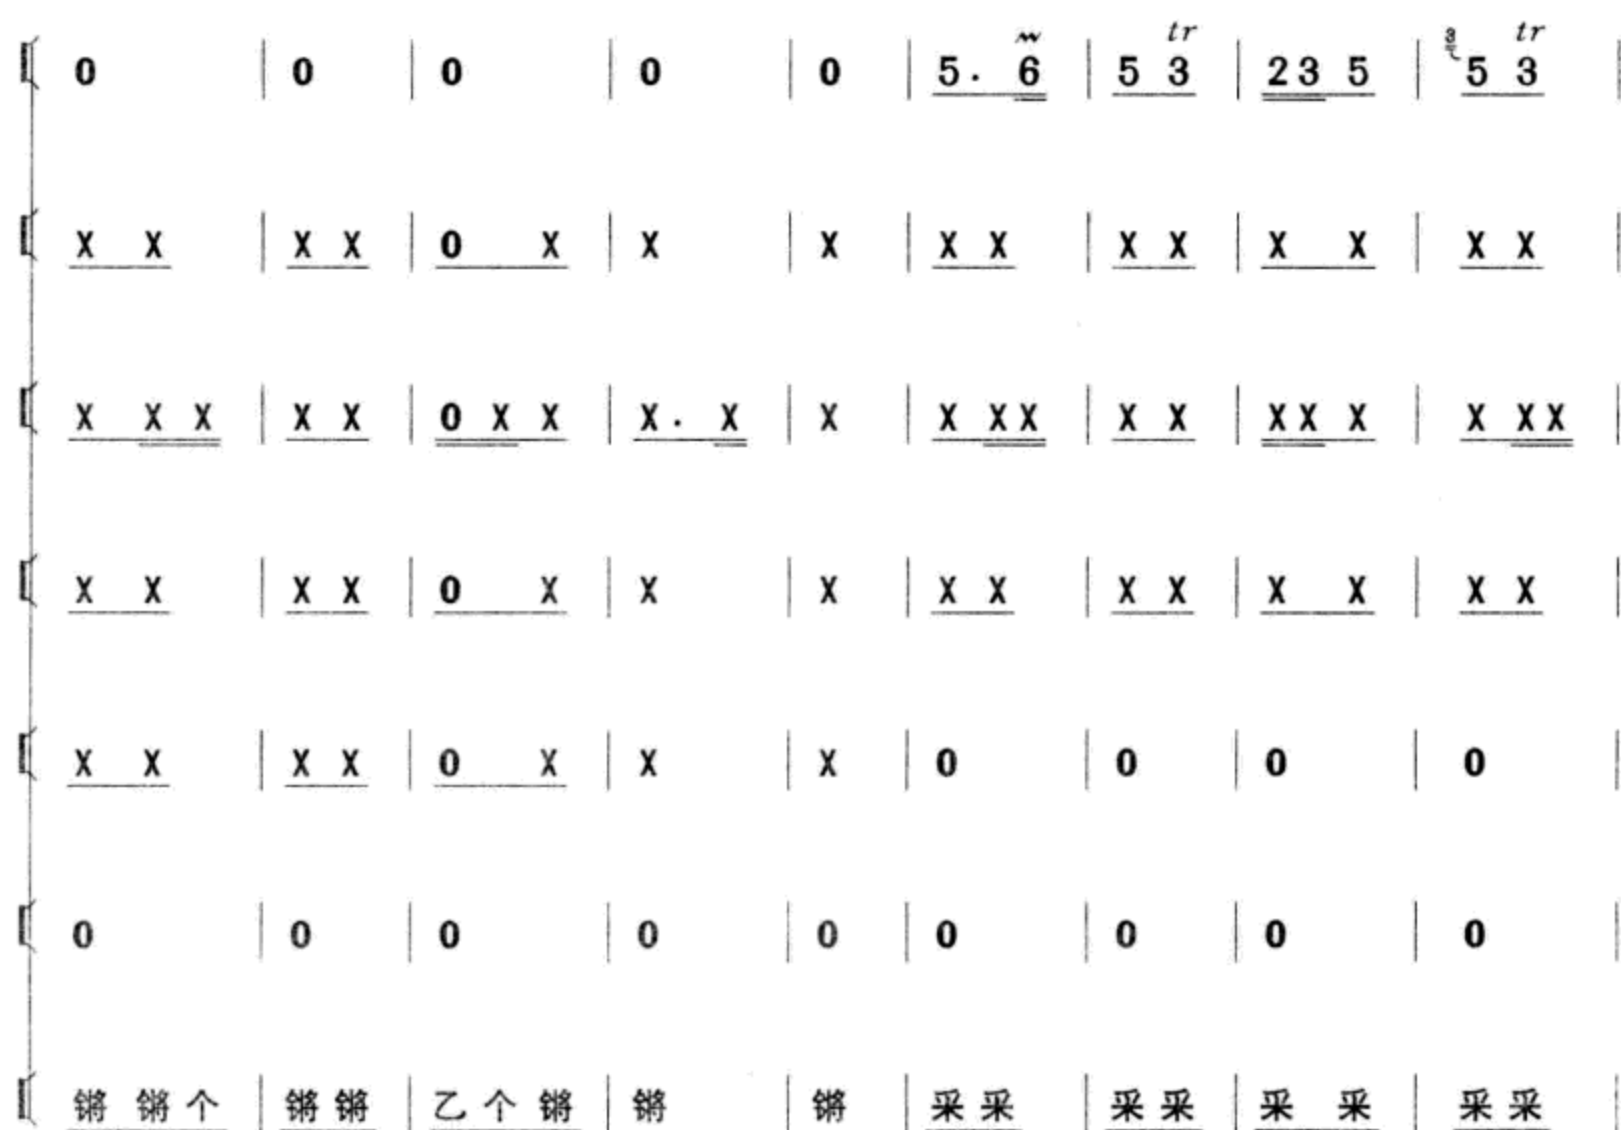 0 | 0 | 0 | 0 | 0 | 5. 6 | tr 5 3 | 23 5 | tr 5 3 |
X X | X X | 0 X | X | X | X X | X X | X X | X X |
X X X | X X | 0 X X | X. X | X | X XX | X X | XX X | X XX |
X X | X X | 0 X | X | X | X X | X X | X X | X X |
X X | X X | 0 X | X | X | 0 | 0 | 0 | 0 |
0 | 0 | 0 | 0 | 0 | 0 | 0 | 0 | 0 |
锵 锵 个 | 锵 锵 | 乙 个 锵 | 锵 | 锵 | 采 采 | 采 采 | 采 采 | 采 采 |